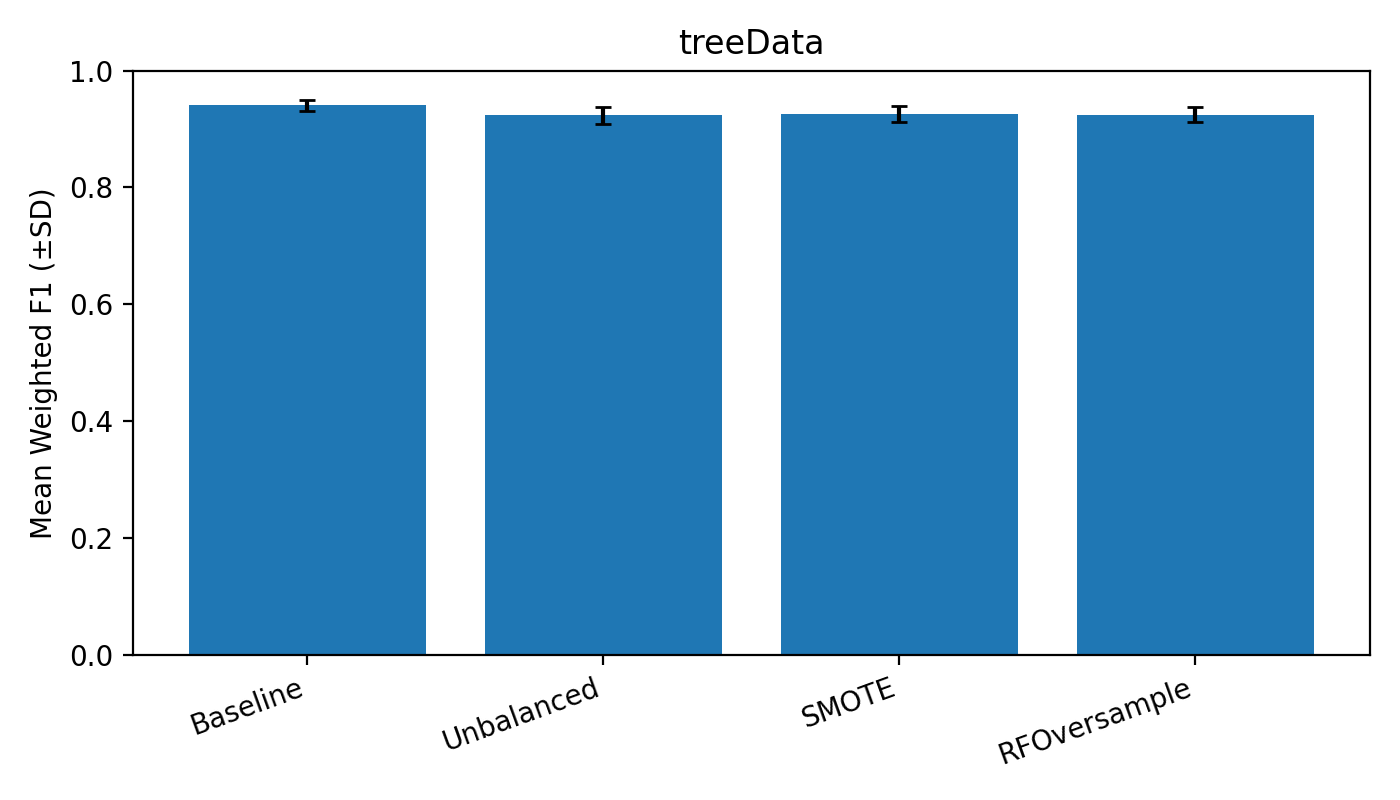 treeData
Mean Weighted F1 (±SD)
1.0
0.8
0.6
0.4
0.2
0.0
Baseline
Unbalanced
SMOTE
RFOversample